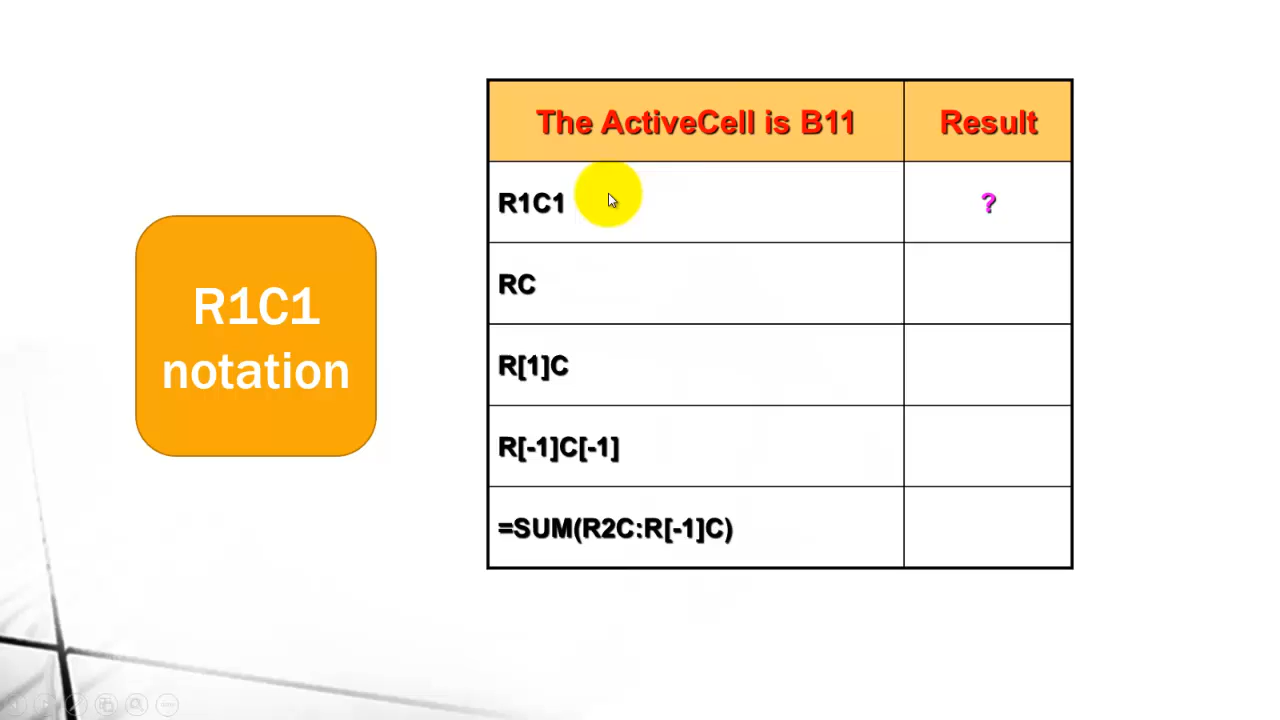 R1C1
notation
The ActiveCell is B11 Result
R1C1 ?
RC
R[1]C
R[-1]C[-1]
=SUM(R2C:R[-1]C)